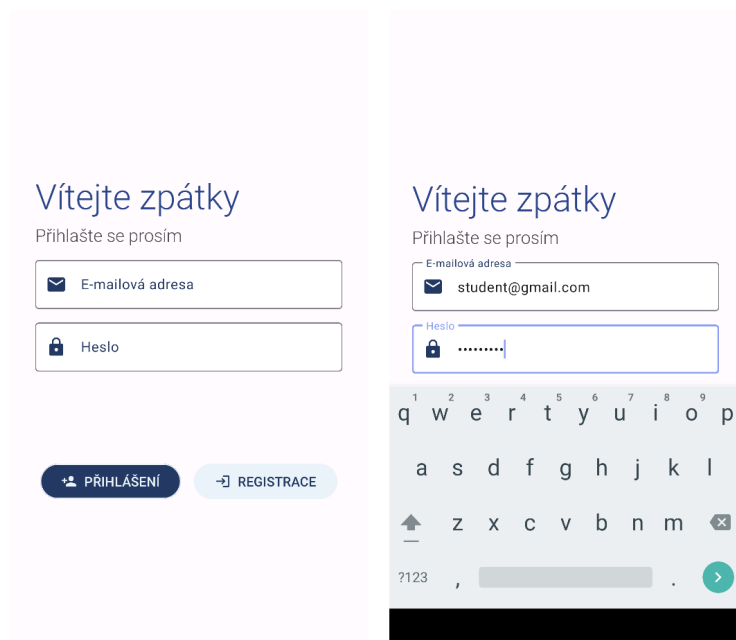 Vítejte zpátky
Přihlašte se prosím
E-mailová adresa
Heslo
PŘIHLÁŠENÍ
REGISTRACE
Vítejte zpátky
Přihlašte se prosím
E-mailová adresa
student@gmail.com
Heslo
•••••••••
1 2 3 4 5 6 7 8 9
q w e r t y u i o p
a s d f g h j k l
z x c v b n m
?123 , .